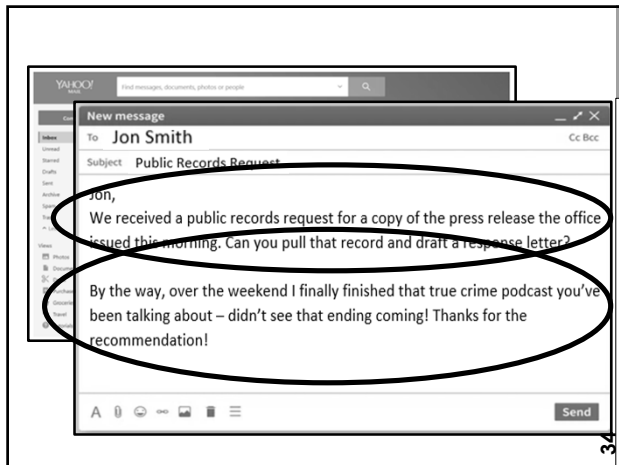 YAHOO!
MAIL
Find messages, documents, photos or people
New message
To Jon Smith Cc Bcc
Inbox
Unread
Starred
Drafts
Sent
Archive
Spam
Views
Photos
Travel
Subject Public Records Request
Jon,
We received a public records request for a copy of the press release the office
issued this morning. Can you pull that record and draft a response letter?
By the way, over the weekend I finally finished that true crime podcast you've
been talking about – didn't see that ending coming! Thanks for the
recommendation!
Send
34